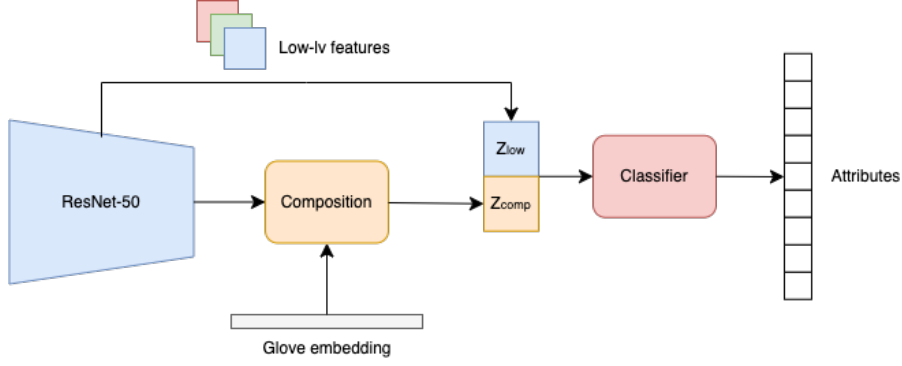 Low-lv features
ResNet-50
Composition
Zlow
Zcomp
Classifier
Attributes
Glove embedding